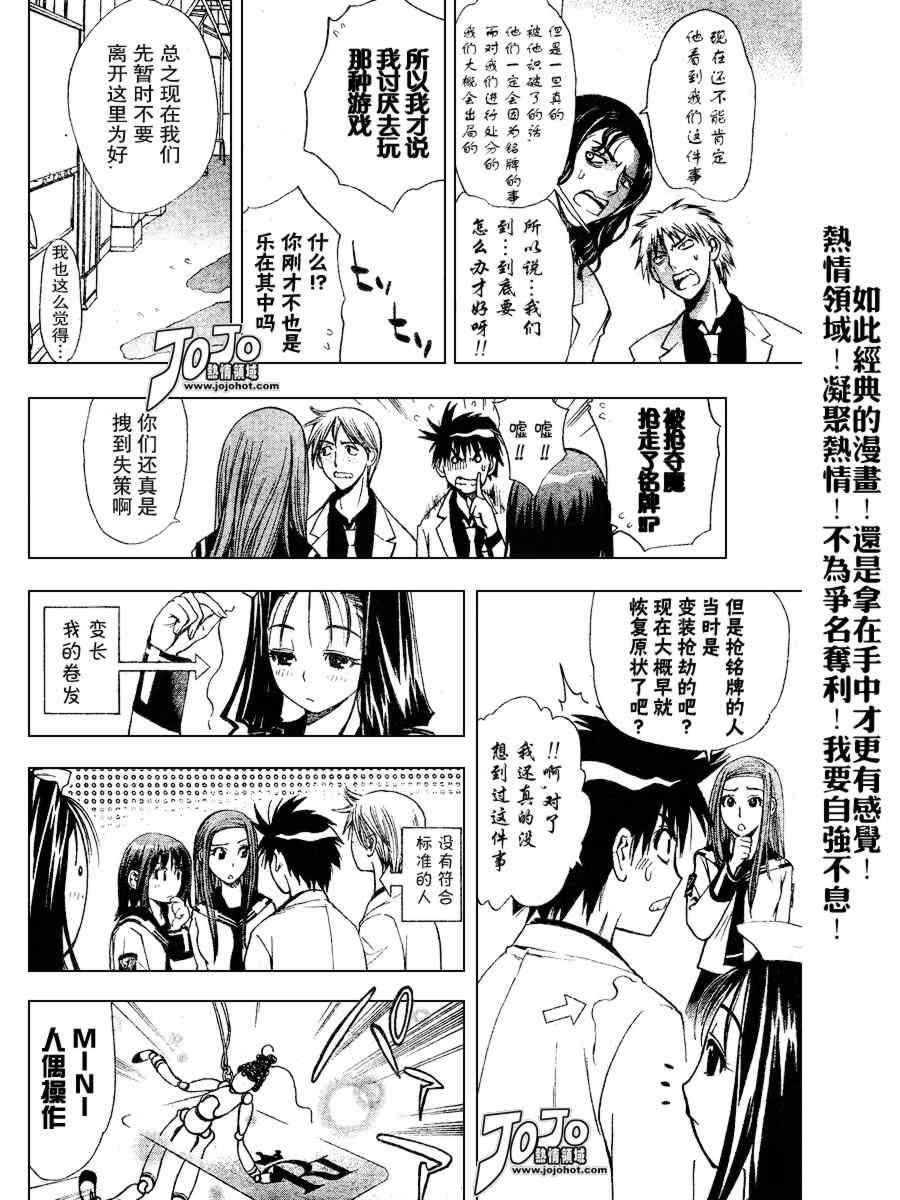 现在还不能肯定
他看到我们这件事
但是一旦真的
被他识破了的话.
他们一定会因为铭牌的事
而对我们进行处分的
我们大概会出局的
所以说…我们
到…到底要
怎么办才好呀!!
所以我才说
我讨厌去玩
那种游戏
什么!?
你刚才不也是
乐在其中吗
总之现在我们
先暂时不要
离开这里为好.
我也这么觉得…
JOJO
熱情領域
www.jojohot.com
被抢夺魔
抢走了铭牌!?
嘘!!
嘘!!
你们还真是
拽到失策啊
但是抢铭牌的人
当时是
变装抢劫的吧?
现在大概早就
恢复原状了吧?
!!啊,对了
我还真的没
想到过这件事
变长
我的卷发
没有符合
标准的人
MINI
人偶操作
JOJO
熱情領域
www.jojohot.com
如此經典的漫畫!還是拿在手中才更有感覺!
熱情領域!凝聚熱情!不為爭名奪利!我要自強不息!